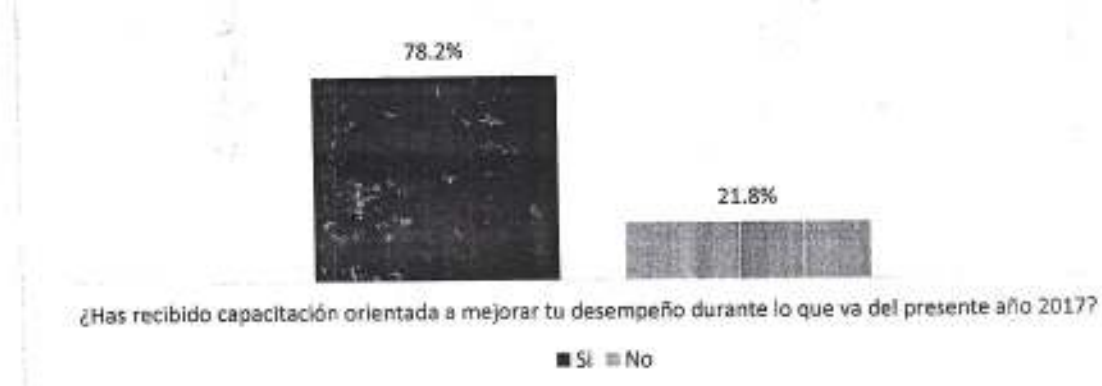 78.2%
21.8%
¿Has recibido capacitación orientada a mejorar tu desempeño durante lo que va del presente año 2017?
■ Si ■ No